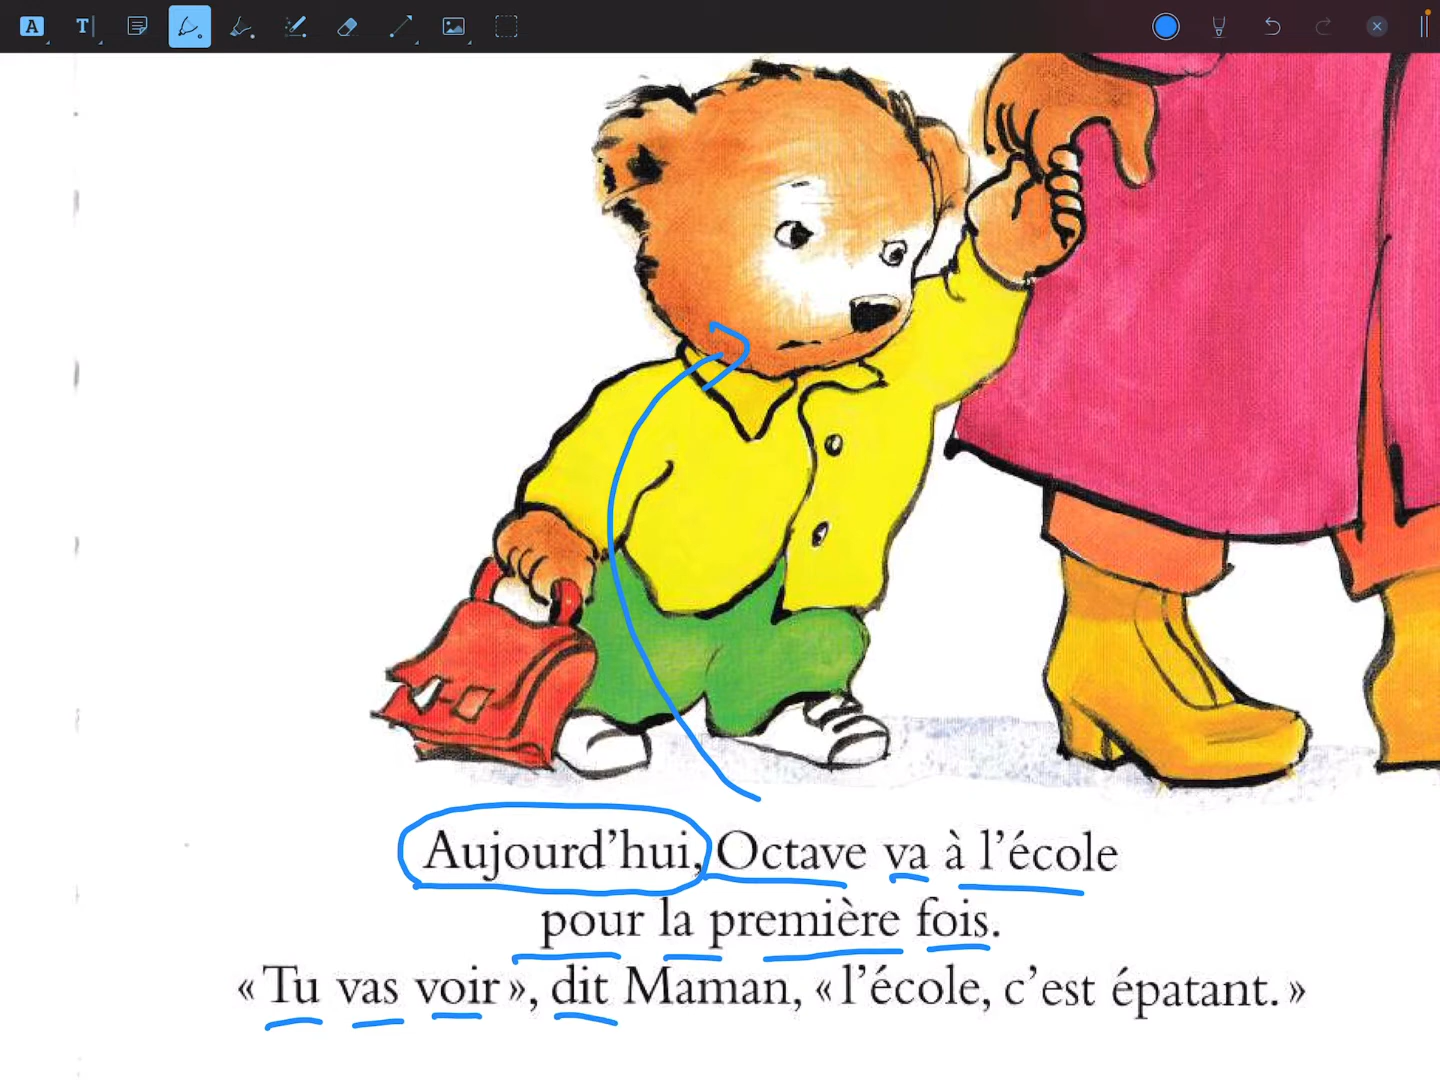 A
T
Aujourd'hui, Octave va à l'école
pour la première fois.
« Tu vas voir », dit Maman, « l'école, c'est épatant. »